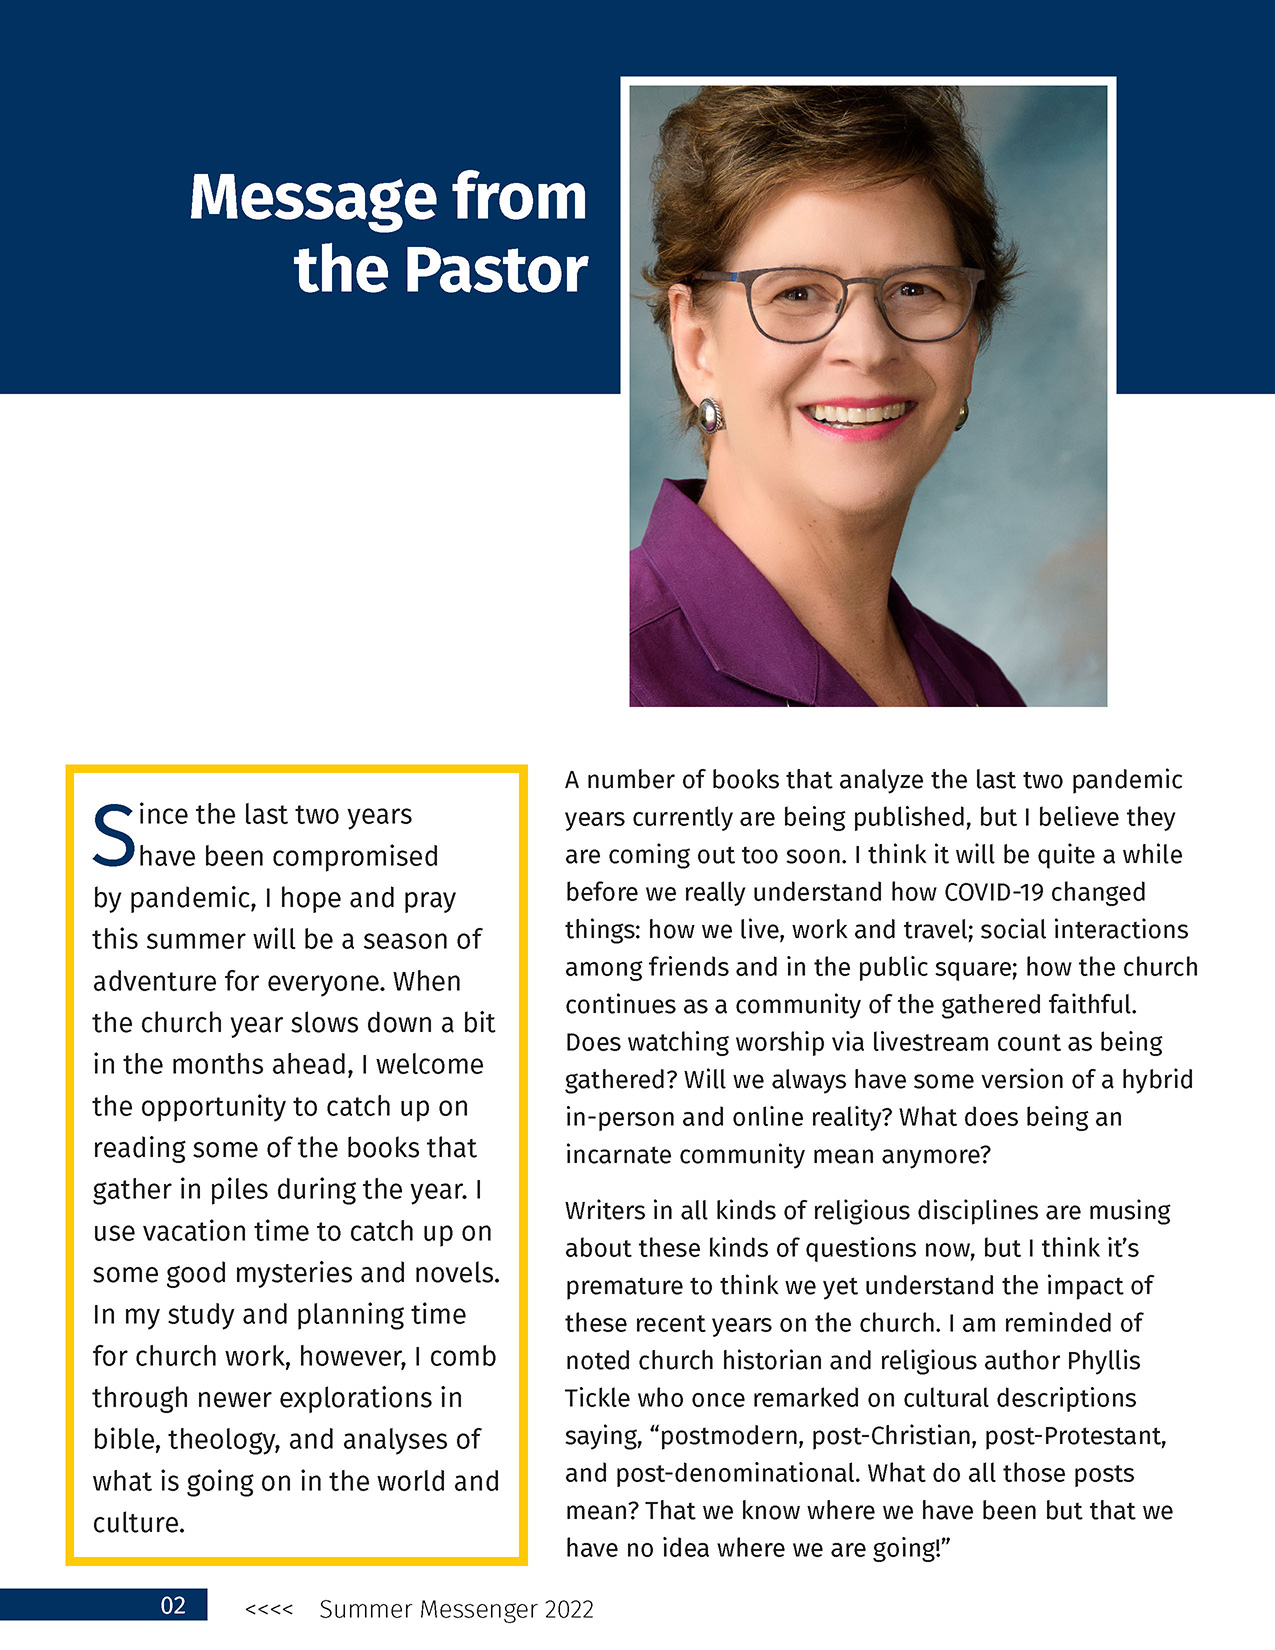 Message from
the Pastor
Since the last two years
have been compromised
by pandemic, I hope and pray
this summer will be a season of
adventure for everyone. When
the church year slows down a bit
in the months ahead, I welcome
the opportunity to catch up on
reading some of the books that
gather in piles during the year. I
use vacation time to catch up on
some good mysteries and novels.
In my study and planning time
for church work, however, I comb
through newer explorations in
bible, theology, and analyses of
what is going on in the world and
culture.
A number of books that analyze the last two pandemic
years currently are being published, but I believe they
are coming out too soon. I think it will be quite a while
before we really understand how COVID-19 changed
things: how we live, work and travel; social interactions
among friends and in the public square; how the church
continues as a community of the gathered faithful.
Does watching worship via livestream count as being
gathered? Will we always have some version of a hybrid
in-person and online reality? What does being an
incarnate community mean anymore?
Writers in all kinds of religious disciplines are musing
about these kinds of questions now, but I think it’s
premature to think we yet understand the impact of
these recent years on the church. I am reminded of
noted church historian and religious author Phyllis
Tickle who once remarked on cultural descriptions
saying, “postmodern, post-Christian, post-Protestant,
and post-denominational. What do all those posts
mean? That we know where we have been but that we
have no idea where we are going!”
02 <<<< Summer Messenger 2022